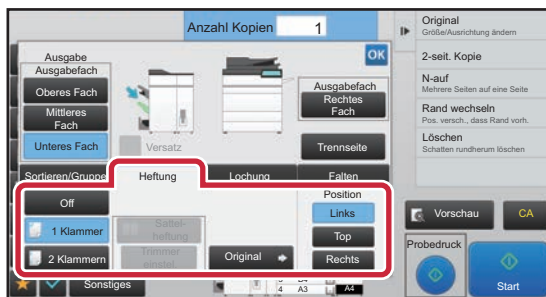 Anzahl Kopien 1
OK
Ausgabe
Ausgabefach
Oberes Fach
Mittleres
Fach
Unteres Fach
Versatz
Ausgabefach
Rechtes
Fach
Trennseite
Sortieren/Gruppe
Heftung
Lochung
Falten
Off
1 Klammer
2 Klammern
Sattel-
heftung
Trimmer
einstel.
Original
Position
Links
Top
Rechts
Sonstiges
4 A3
A4
Original
Größe/Ausrichtung ändern
2-seit. Kopie
N-auf
Mehrere Seiten auf eine Seite
Rand wechseln
Pos. versch., dass Rand vorh.
Löschen
Schatten rundherum löschen
Vorschau
CA
Probedruck
Start